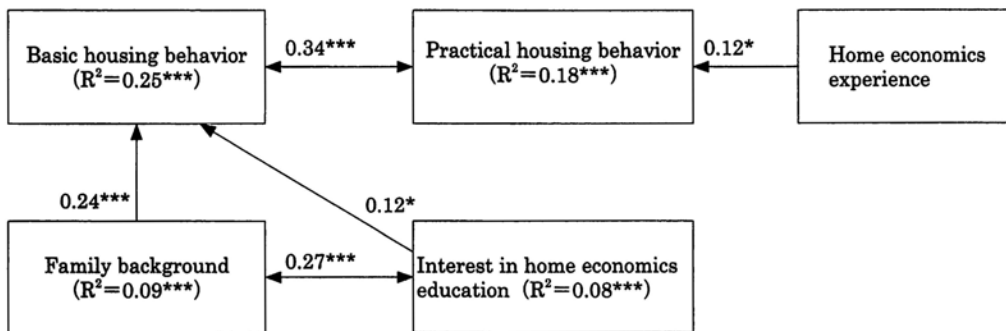 Basic housing behavior
(R²=0.25***)
0.34***
Practical housing behavior
(R²=0.18***)
0.12*
Home economics
experience
0.24***
0.12*
Family background
(R²=0.09***)
0.27***
Interest in home economics
education (R²=0.08***)